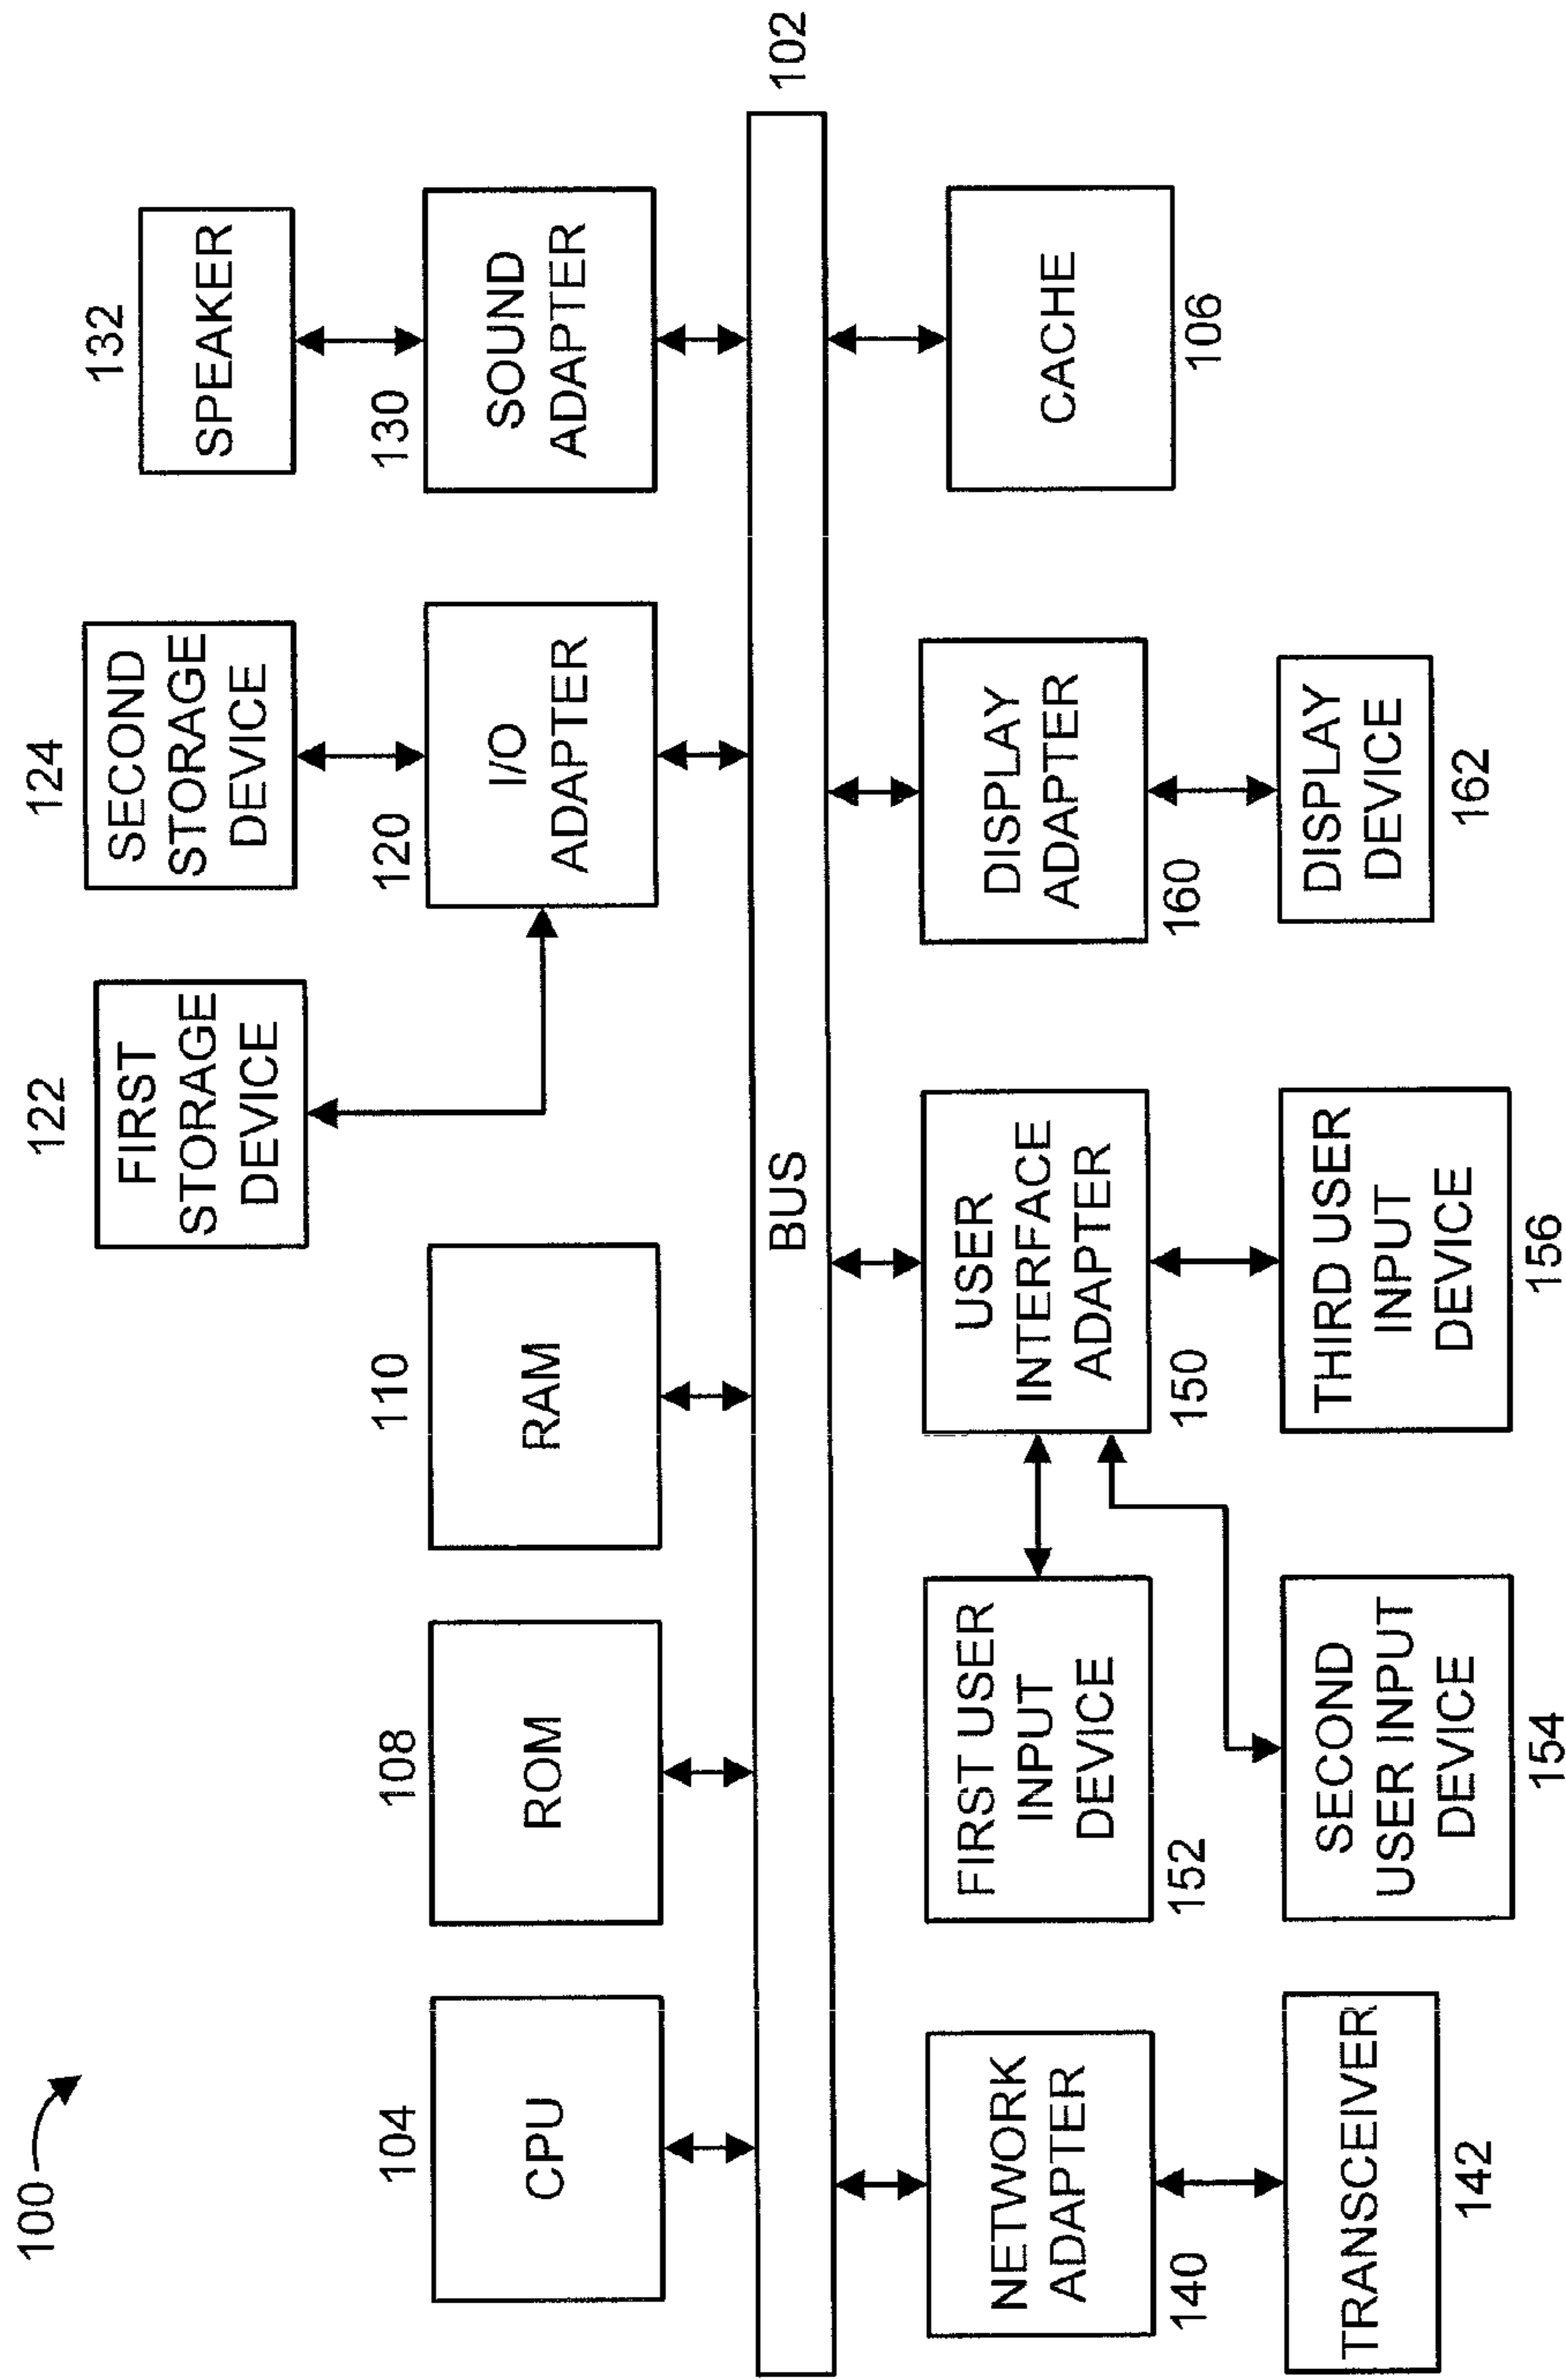 100
122
FIRST
STORAGE
DEVICE
124
SECOND
STORAGE
DEVICE
132
SPEAKER
104
CPU
108
ROM
110
RAM
120
I/O
ADAPTER
130
SOUND
ADAPTER
BUS
102
NETWORK
ADAPTER
140
FIRST USER
INPUT
DEVICE
152
USER
INTERFACE
ADAPTER
150
DISPLAY
ADAPTER
160
CACHE
106
TRANSCEIVER
142
SECOND
USER INPUT
DEVICE
154
THIRD USER
INPUT
DEVICE
156
DISPLAY
DEVICE
162